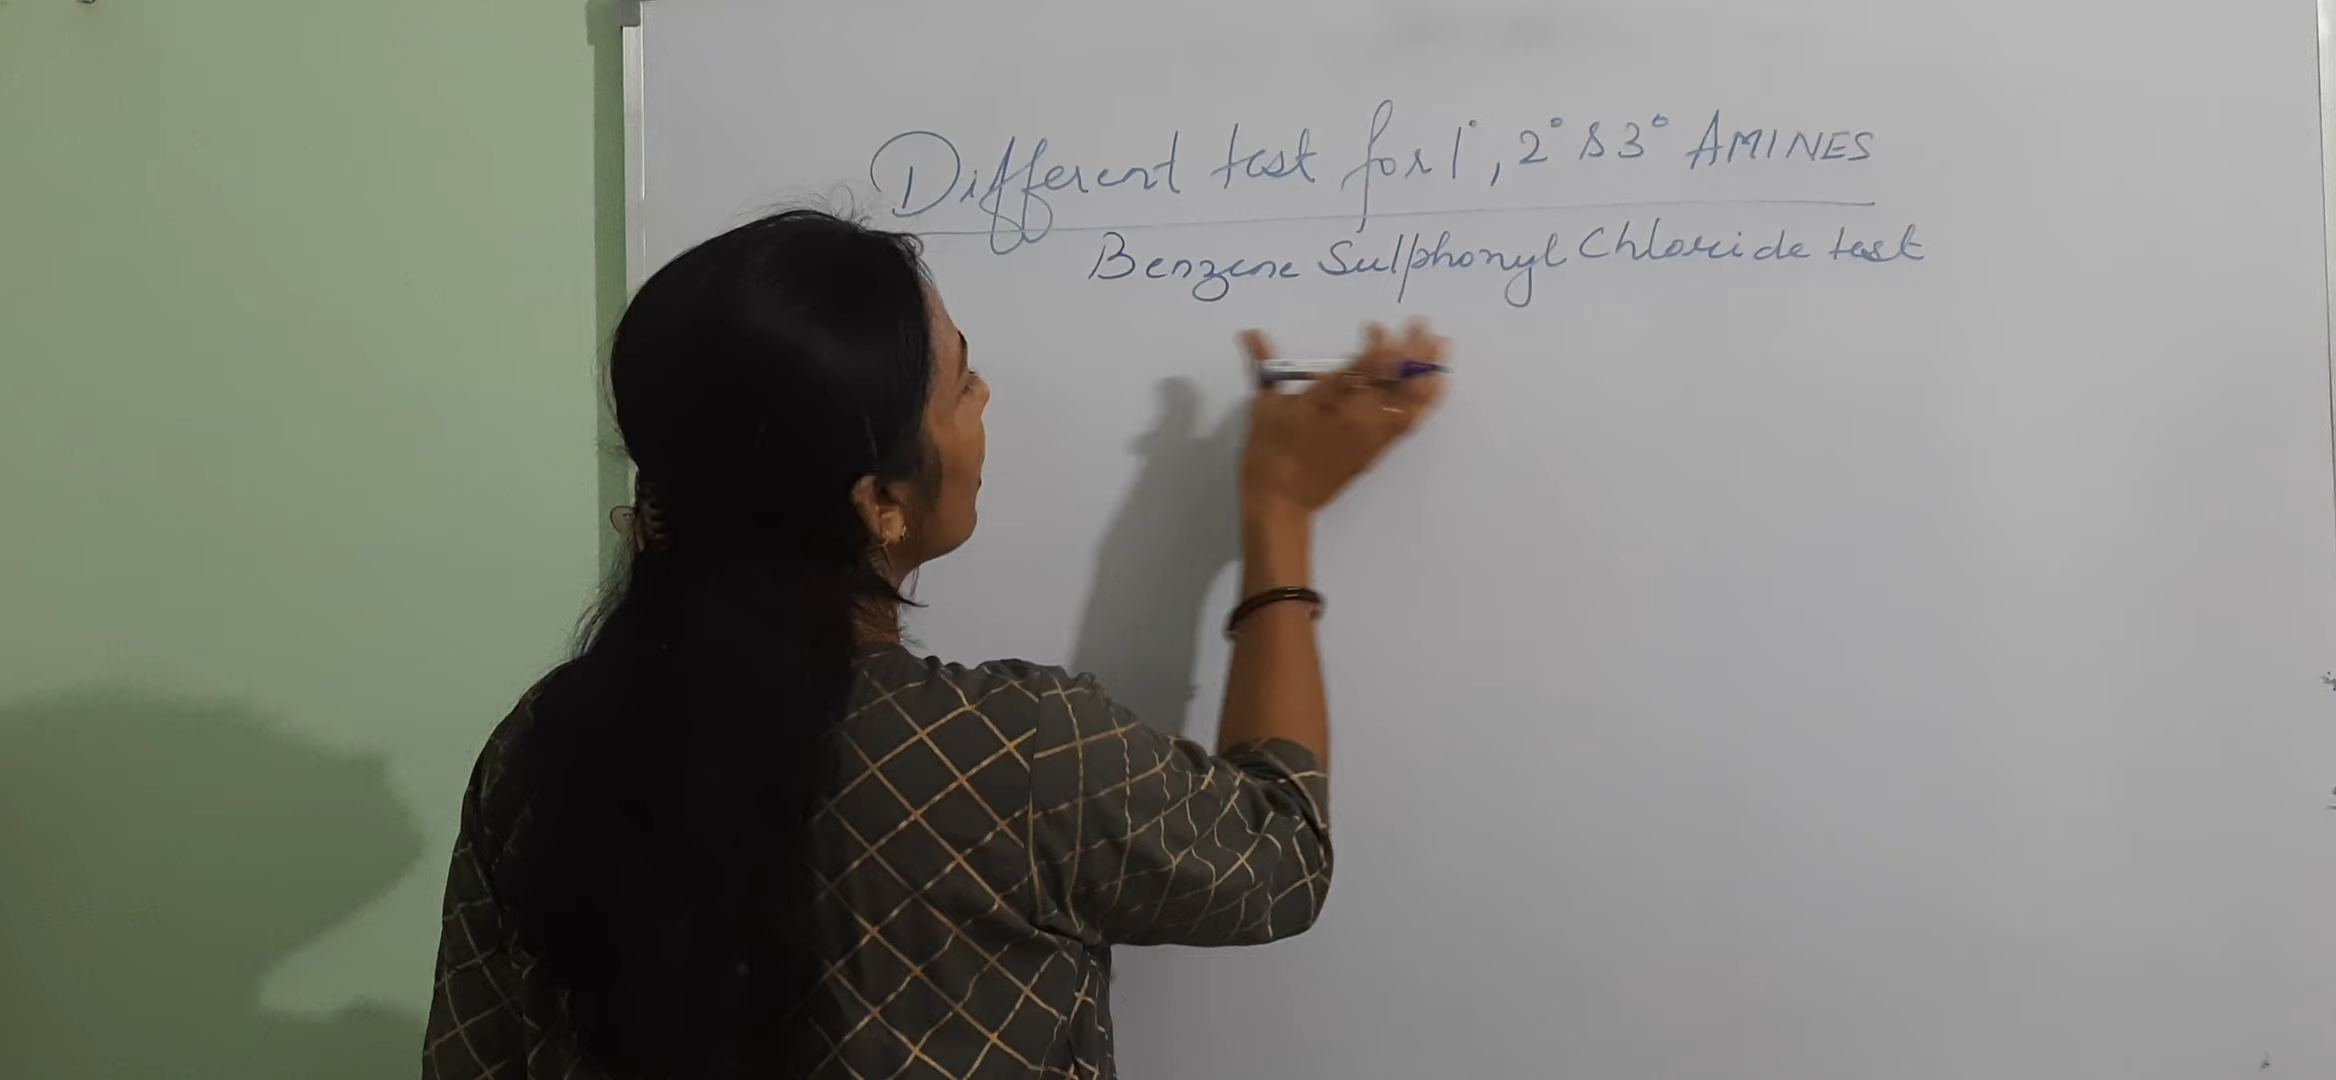 Different test for 1°, 2° & 3° AMINES
Benzene Sulphonyl Chloride test